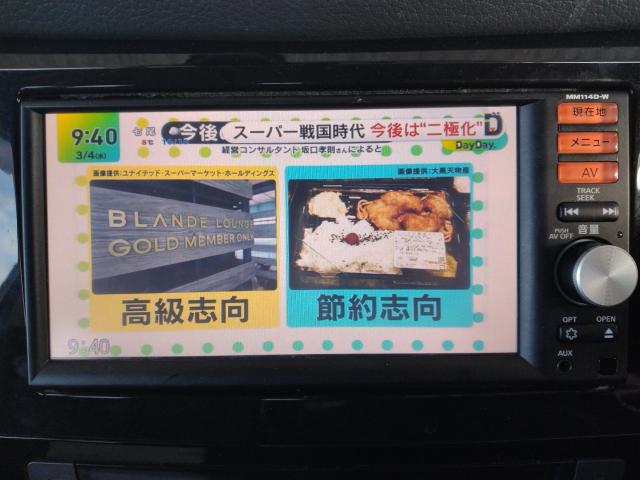 MM114D-W
9:40
3/4(水)
七尾
8℃
今後 スーパー戦国時代 今後は"二極化"
D
DayDay.
経営コンサルタント 坂口孝則さんによると
画像提供：ユナイテッド・スーパーマーケット・ホールディングス
画像提供：大黒天物産
BLANDE LOUNGE
GOLD MEMBER ONLY
高級志向
節約志向
9:40
現在地
メニュー
AV
TRACK
SEEK
PUSH
AV OFF
音量
OPT
OPEN
AUX